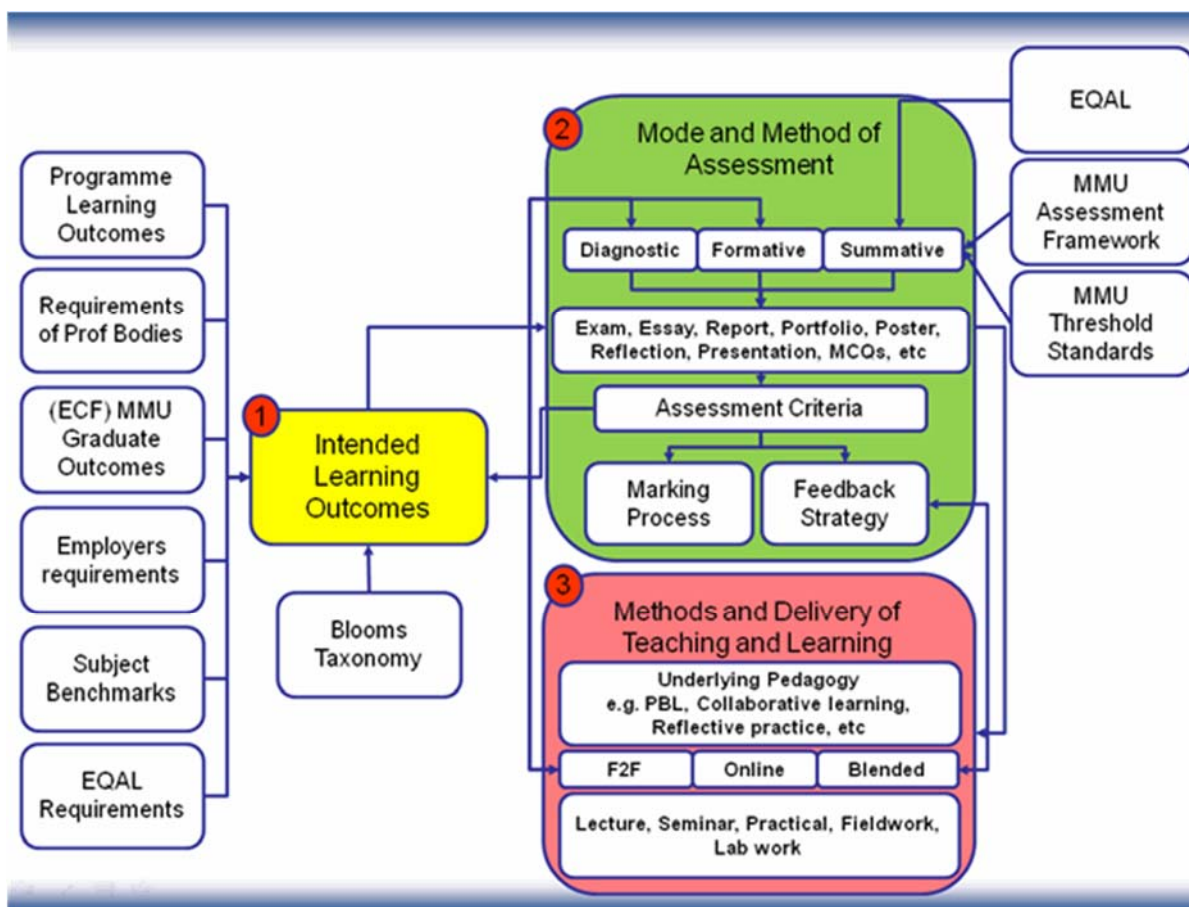 Programme
Learning
Outcomes
Requirements
of Prof Bodies
(ECF) MMU
Graduate
Outcomes
Employers
requirements
Subject
Benchmarks
EQAL
Requirements
1
Intended
Learning
Outcomes
Blooms
Taxonomy
2
Mode and Method of
Assessment
Diagnostic
Formative
Summative
Exam, Essay, Report, Portfolio, Poster,
Reflection, Presentation, MCQs, etc
Assessment Criteria
Marking
Process
Feedback
Strategy
EQAL
MMU
Assessment
Framework
MMU
Threshold
Standards
3
Methods and Delivery of
Teaching and Learning
Underlying Pedagogy
e.g. PBL, Collaborative learning,
Reflective practice, etc
F2F
Online
Blended
Lecture, Seminar, Practical, Fieldwork,
Lab work